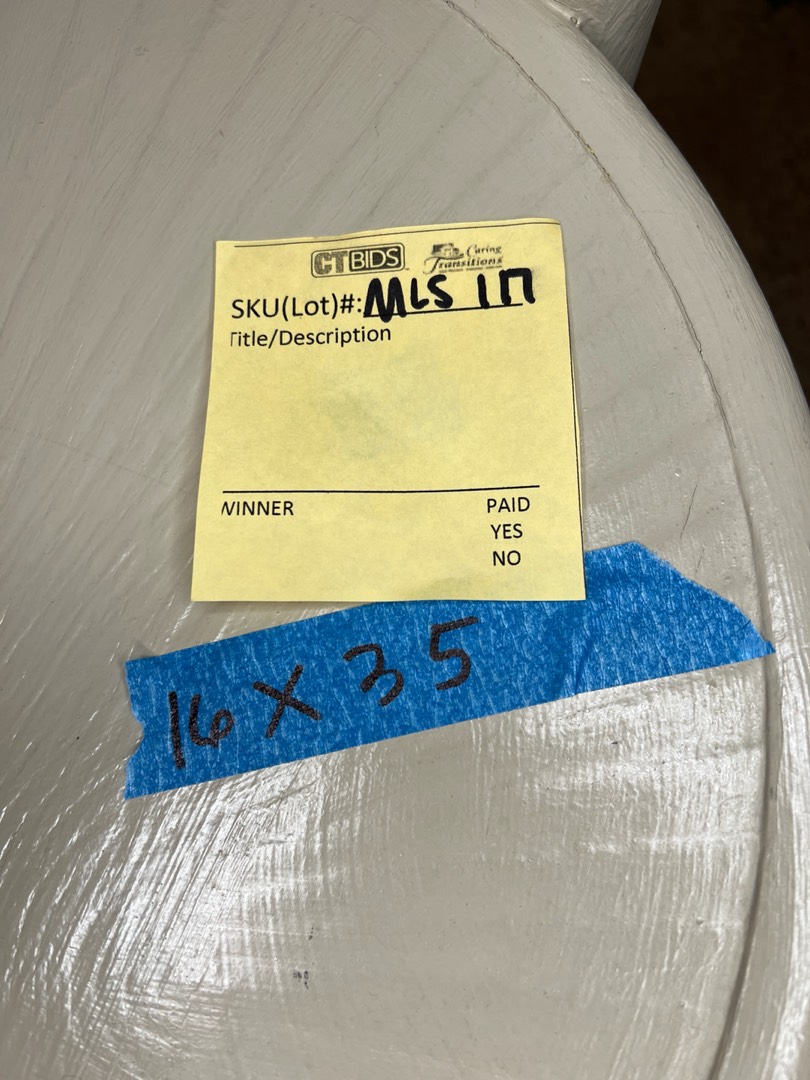 CTBIDS
Caring
Transitions
SKU(Lot)#: MLS 117
Title/Description
WINNER
PAID
YES
NO
16 X 35